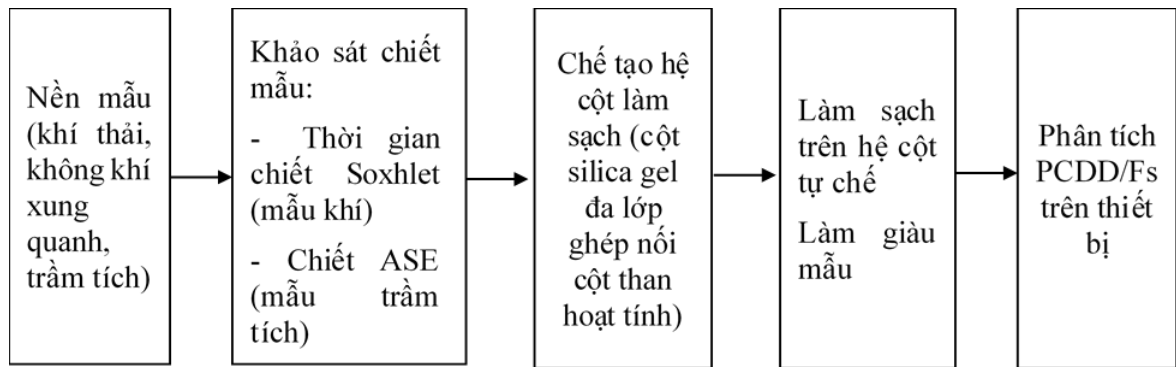 Nền mẫu
(khí thải,
không khí
xung
quanh,
trầm tích)
Khảo sát chiết
mẫu:
- Thời gian
chiết Soxhlet
(mẫu khí)
- Chiết ASE
(mẫu trầm
tích)
Chế tạo hệ
cột làm
sạch (cột
silica gel
đa lớp
ghép nối
cột than
hoạt tính)
Làm sạch
trên hệ cột
tự chế
Làm giàu
mẫu
Phân tích
PCDD/Fs
trên thiết
bị